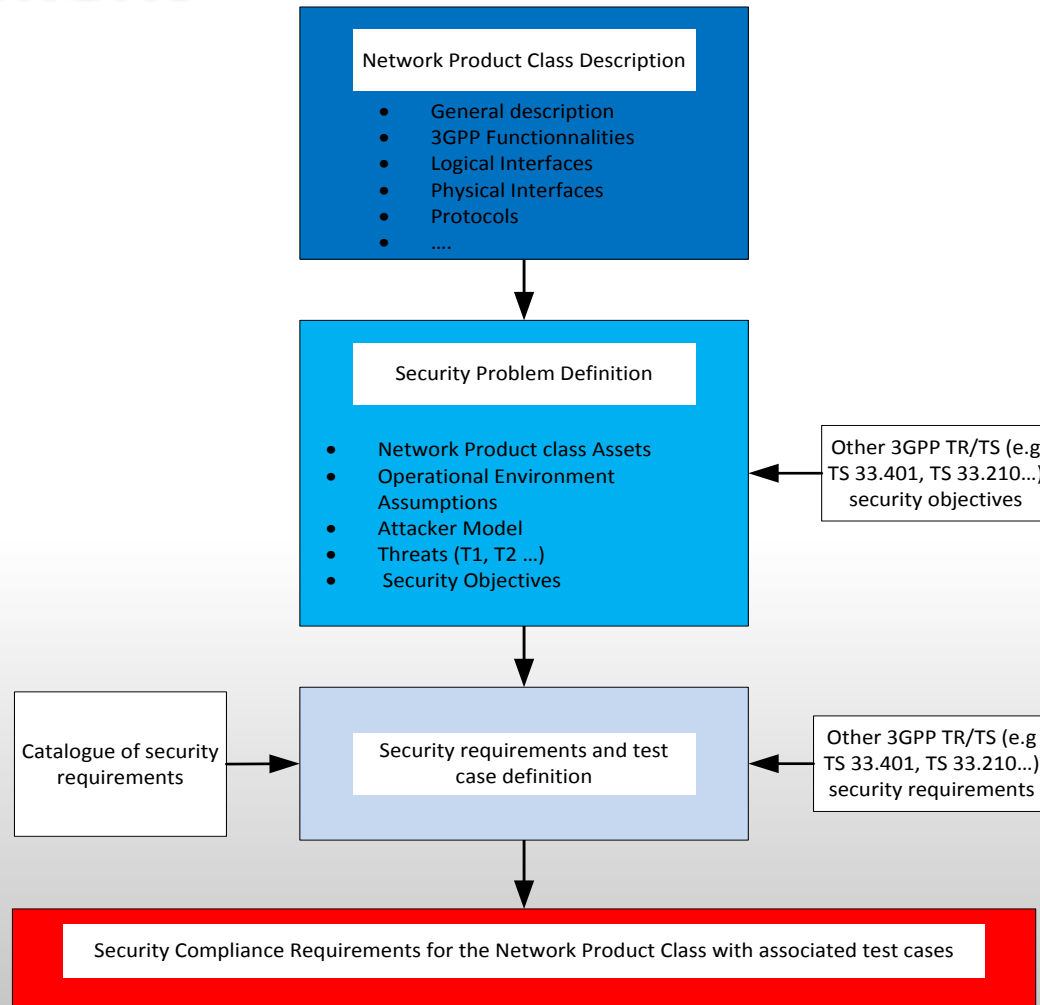 Network Product Class Description
• General description
• 3GPP Functionnalities
• Logical Interfaces
• Physical Interfaces
• Protocols
• ....
Security Problem Definition
• Network Product class Assets
• Operational Environment
Assumptions
• Attacker Model
• Threats (T1, T2 ...)
• Security Objectives
Other 3GPP TR/TS (e.g
TS 33.401, TS 33.210...)
security objectives
Catalogue of security
requirements
Security requirements and test
case definition
Other 3GPP TR/TS (e.g
TS 33.401, TS 33.210...)
security requirements
Security Compliance Requirements for the Network Product Class with associated test cases